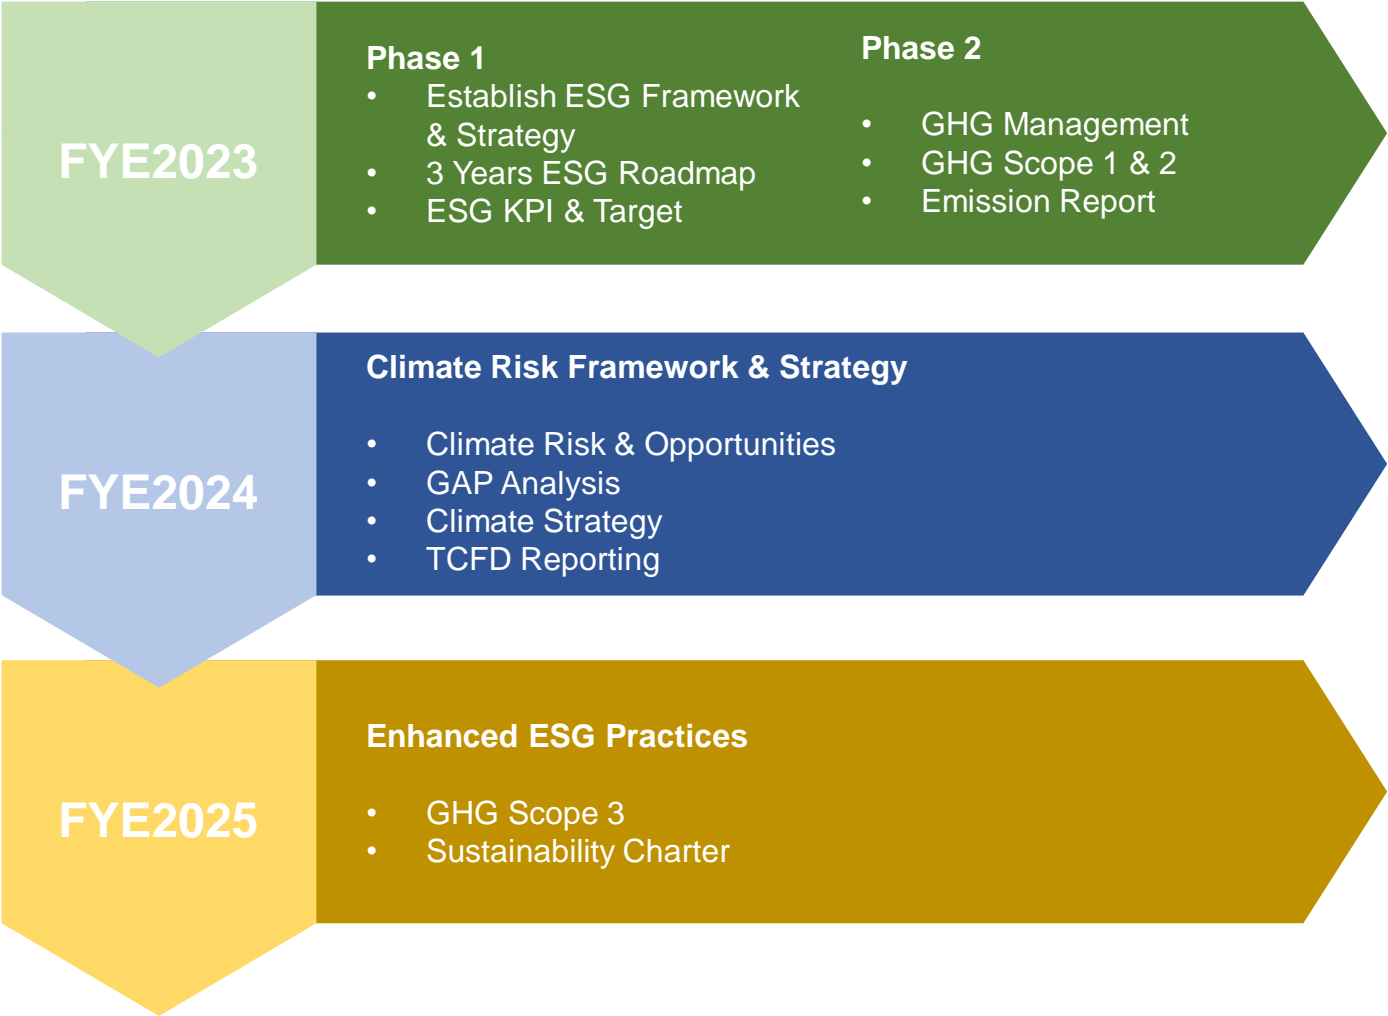 FYE2023
Phase 1
• Establish ESG Framework
& Strategy
• 3 Years ESG Roadmap
• ESG KPI & Target
Phase 2
• GHG Management
• GHG Scope 1 & 2
• Emission Report
FYE2024
Climate Risk Framework & Strategy
• Climate Risk & Opportunities
• GAP Analysis
• Climate Strategy
• TCFD Reporting
FYE2025
Enhanced ESG Practices
• GHG Scope 3
• Sustainability Charter